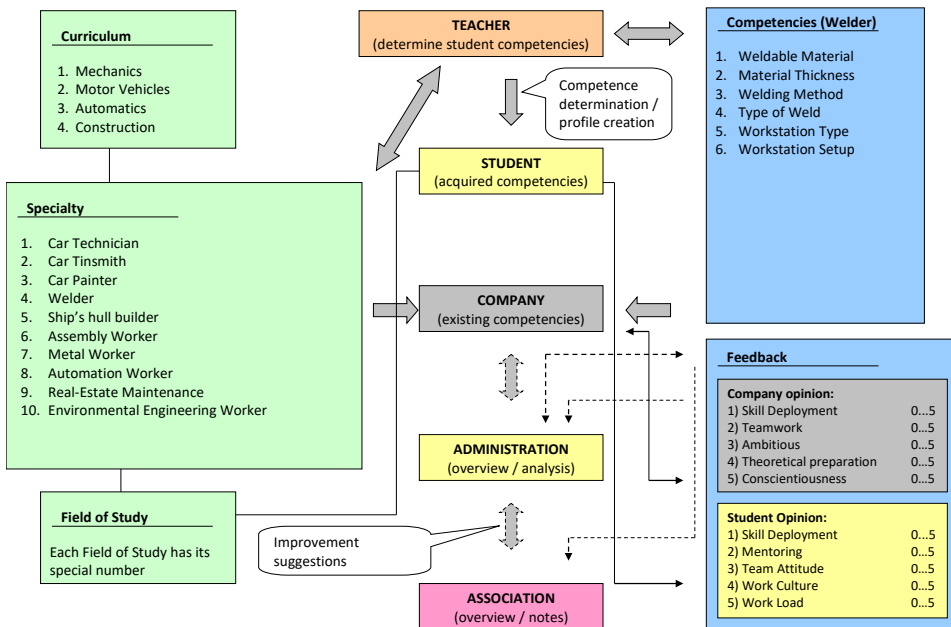 Curriculum
1. Mechanics
2. Motor Vehicles
3. Automatics
4. Construction
TEACHER
(determine student competencies)
Competence
determination /
profile creation
Competencies (Welder)
1. Weldable Material
2. Material Thickness
3. Welding Method
4. Type of Weld
5. Workstation Type
6. Workstation Setup
STUDENT
(acquired competencies)
Specialty
1. Car Technician
2. Car Tinsmith
3. Car Painter
4. Welder
5. Ship's hull builder
6. Assembly Worker
7. Metal Worker
8. Automation Worker
9. Real-Estate Maintenance
10. Environmental Engineering Worker
COMPANY
(existing competencies)
ADMINISTRATION
(overview / analysis)
Feedback
Company opinion:
1) Skill Deployment 0...5
2) Teamwork 0...5
3) Ambitious 0...5
4) Theoretical preparation 0...5
5) Conscientiousness 0...5
Student Opinion:
1) Skill Deployment 0...5
2) Mentoring 0...5
3) Team Attitude 0...5
4) Work Culture 0...5
5) Work Load 0...5
Field of Study
Each Field of Study has its
special number
Improvement
suggestions
ASSOCIATION
(overview / notes)